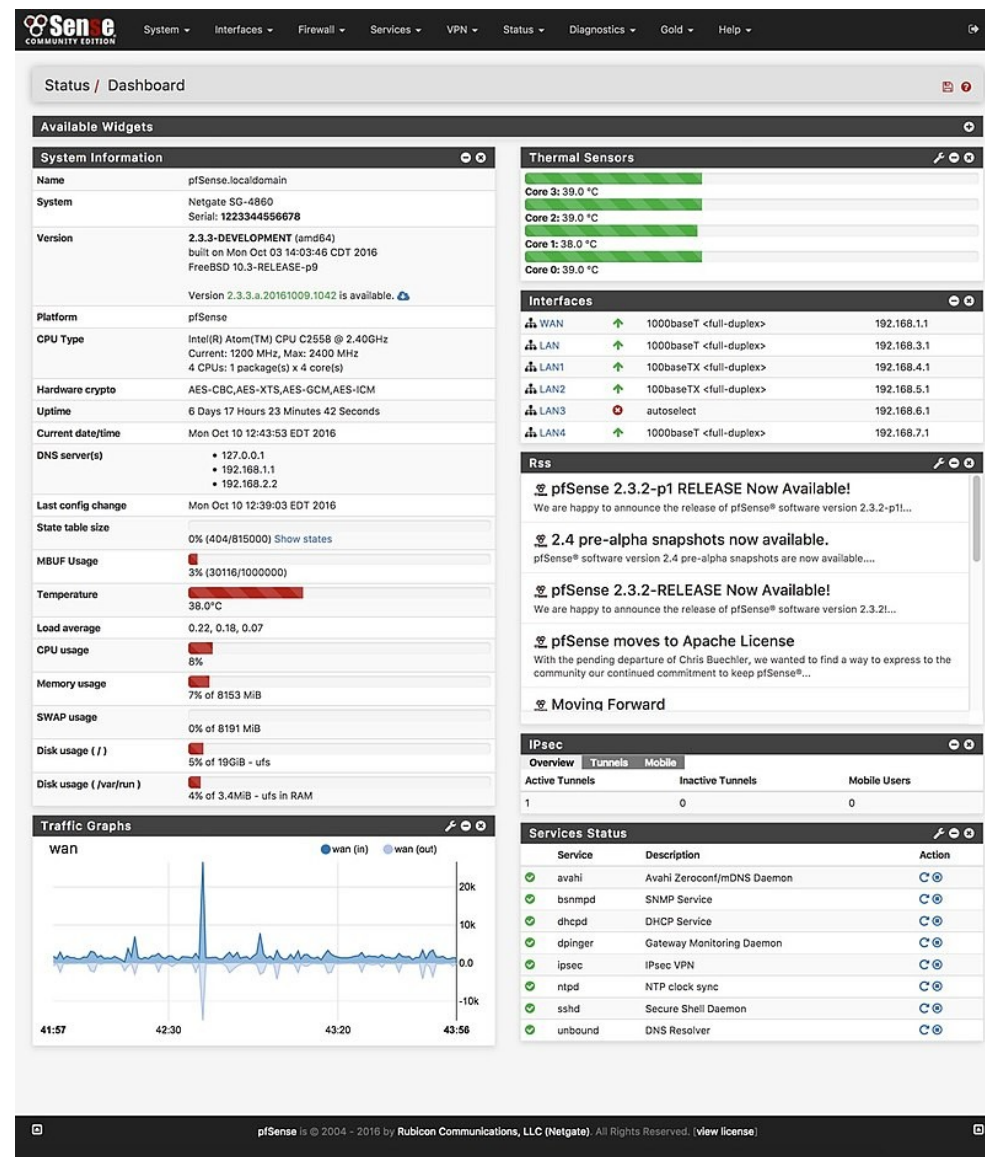 Sense
COMMUNITY EDITION
System Interfaces Firewall Services VPN Status Diagnostics Gold Help
Status / Dashboard
Available Widgets
System Information
Name pfSense.localdomain
System Netgate SG-4860
Serial: 1223344556678
Version 2.3.3-DEVELOPMENT (amd64)
built on Mon Oct 03 14:03:46 CDT 2016
FreeBSD 10.3-RELEASE-p9
Version 2.3.3.a.20161009.1042 is available.
Platform pfSense
CPU Type Intel(R) Atom(TM) CPU C2558 @ 2.40GHz
Current: 1200 MHz, Max: 2400 MHz
4 CPUs: 1 package(s) x 4 core(s)
Hardware crypto AES-CBC,AES-XTS,AES-GCM,AES-ICM
Uptime 6 Days 17 Hours 23 Minutes 42 Seconds
Current date/time Mon Oct 10 12:43:53 EDT 2016
DNS server(s) • 127.0.0.1
• 192.168.1.1
• 192.168.2.2
Last config change Mon Oct 10 12:39:03 EDT 2016
State table size
0% (404/815000) Show states
MBUF Usage
3% (30116/1000000)
Temperature
38.0°C
Load average 0.22, 0.18, 0.07
CPU usage
8%
Memory usage
7% of 8153 MiB
SWAP usage
0% of 8191 MiB
Disk usage ( / )
5% of 19GiB - ufs
Disk usage ( /var/run )
4% of 3.4MiB - ufs in RAM
Traffic Graphs
wan
wan (in) wan (out)
20k
10k
0.0
-10k
41:57 42:30 43:20 43:56
Thermal Sensors
Core 3: 39.0 °C
Core 2: 39.0 °C
Core 1: 38.0 °C
Core 0: 39.0 °C
Interfaces
WAN 1000baseT <full-duplex> 192.168.1.1
LAN 1000baseT <full-duplex> 192.168.3.1
LAN1 100baseTX <full-duplex> 192.168.4.1
LAN2 100baseTX <full-duplex> 192.168.5.1
LAN3 autoselect 192.168.6.1
LAN4 1000baseT <full-duplex> 192.168.7.1
Rss
pfSense 2.3.2-p1 RELEASE Now Available!
We are happy to announce the release of pfSense® software version 2.3.2-p1!...
2.4 pre-alpha snapshots now available.
pfSense® software version 2.4 pre-alpha snapshots are now available....
pfSense 2.3.2-RELEASE Now Available!
We are happy to announce the release of pfSense® software version 2.3.2!...
pfSense moves to Apache License
With the pending departure of Chris Buechler, we wanted to find a way to express to the
community our continued commitment to keep pfSense®...
Moving Forward
IPsec
Overview Tunnels Mobile
Active Tunnels Inactive Tunnels Mobile Users
1 0 0
Services Status
Service Description Action
avahi Avahi Zeroconf/mDNS Daemon
bsnmpd SNMP Service
dhcpd DHCP Service
dpinger Gateway Monitoring Daemon
ipsec IPsec VPN
ntpd NTP clock sync
sshd Secure Shell Daemon
unbound DNS Resolver
pfSense is © 2004 - 2016 by Rubicon Communications, LLC (Netgate). All Rights Reserved. [view license]